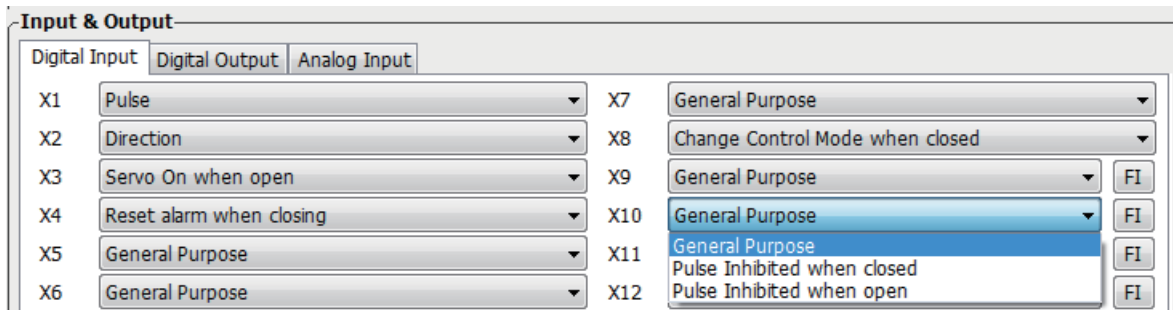 Input & Output
Digital Input Digital Output Analog Input
X1 Pulse X7 General Purpose
X2 Direction X8 Change Control Mode when closed
X3 Servo On when open X9 General Purpose FI
X4 Reset alarm when closing X10 General Purpose FI
X5 General Purpose X11 General Purpose FI
X6 General Purpose X12 Pulse Inhibited when closed
Pulse Inhibited when open FI